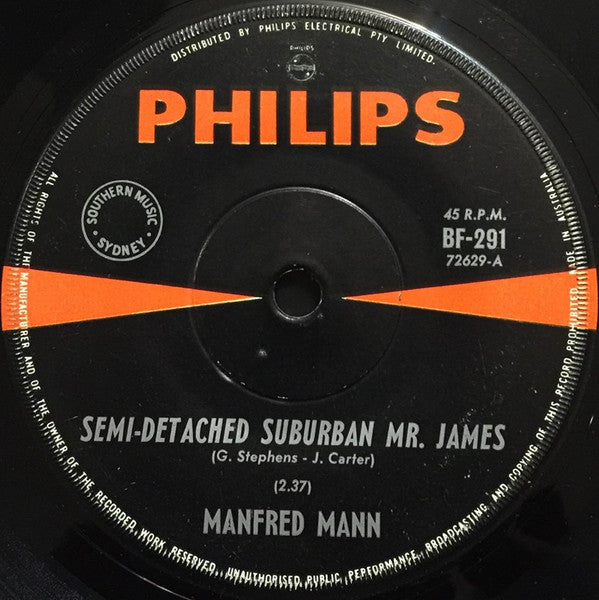 DISTRIBUTED BY PHILIPS ELECTRICAL PTY LIMITED.
PHILIPS
PHILIPS
SOUTHERN MUSIC
• SYDNEY •
45 R.P.M.
BF-291
72629-A
SEMI-DETACHED SUBURBAN MR. JAMES
(G. Stephens - J. Carter)
(2.37)
MANFRED MANN
ALL RIGHT OF THE MANUFACTURER AND OF THE OWNER OF THE RECORDED WORK RESERVED. UNAUTHORISED PUBLIC PERFORMANCE, BROADCASTING AND COPYING OF THIS RECORD PROHIBITED. MADE IN AUSTRALIA